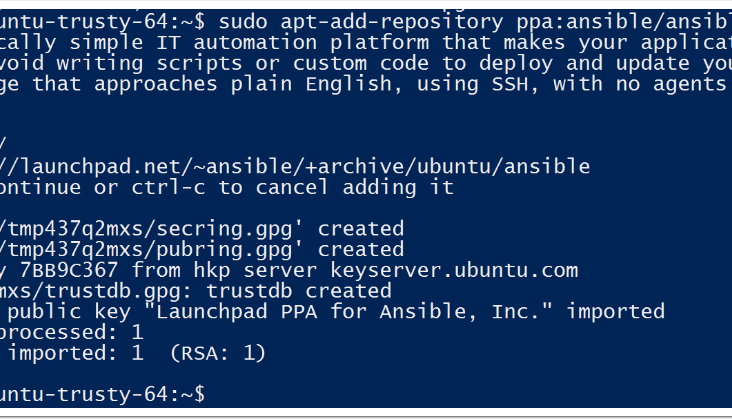 untu-trusty-64:~$ sudo apt-add-repository ppa:ansible/ansibl
cally simple IT automation platform that makes your applicat
void writing scripts or custom code to deploy and update you
ge that approaches plain English, using SSH, with no agents
/
//launchpad.net/~ansible/+archive/ubuntu/ansible
ontinue or ctrl-c to cancel adding it
/tmp437q2mxs/secring.gpg' created
/tmp437q2mxs/pubring.gpg' created
y 7BB9C367 from hkp server keyserver.ubuntu.com
mxs/trustdb.gpg: trustdb created
public key "Launchpad PPA for Ansible, Inc." imported
processed: 1
imported: 1  (RSA: 1)
untu-trusty-64:~$